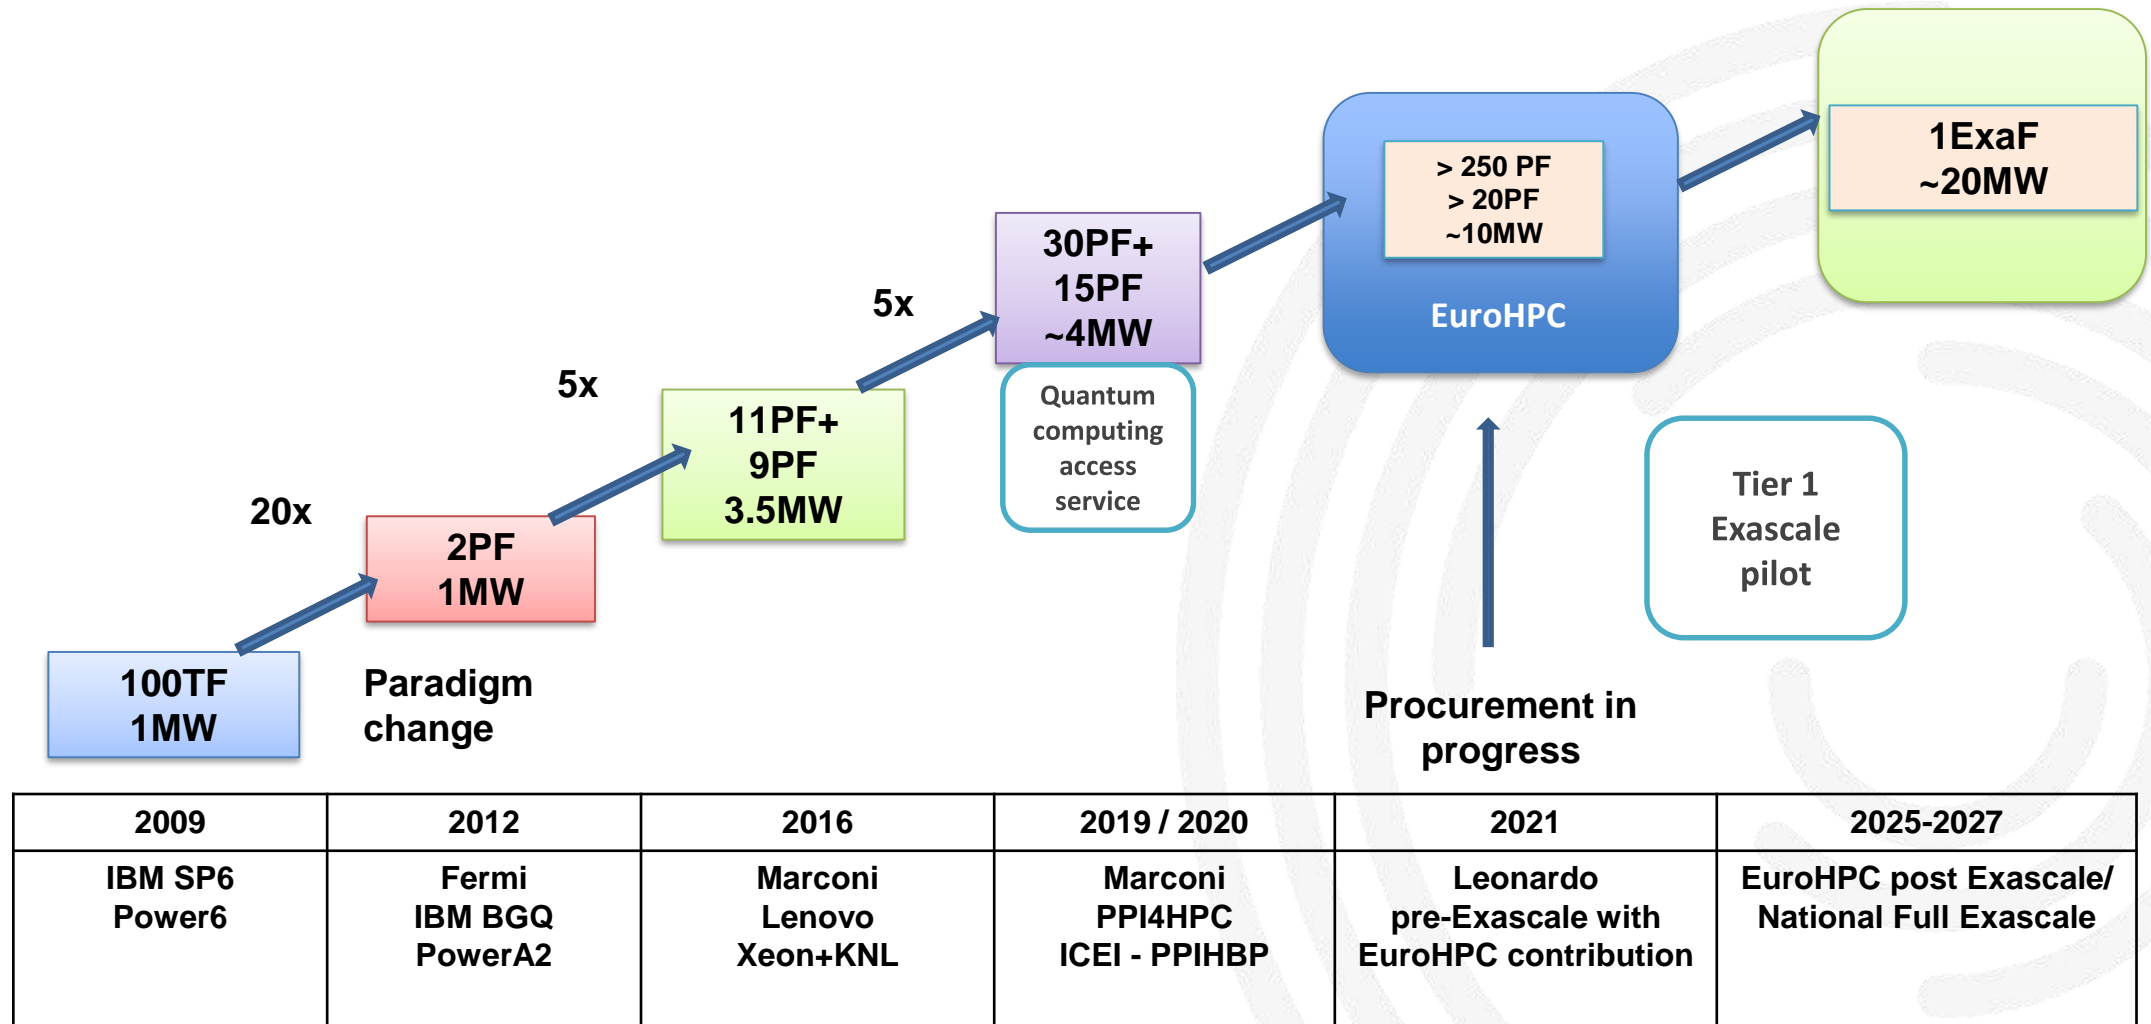 1ExaF
~20MW
> 250 PF
> 20PF
~10MW
EuroHPC
30PF+
15PF
~4MW
5x
Quantum
computing
access
service
5x
11PF+
9PF
3.5MW
Tier 1
Exascale
pilot
20x
2PF
1MW
100TF
1MW
Paradigm
change
Procurement in
progress
2009
2012
2016
2019 / 2020
2021
2025-2027
IBM SP6
Power6
Fermi
IBM BGQ
PowerA2
Marconi
Lenovo
Xeon+KNL
Marconi
PPI4HPC
ICEI - PPIHBP
Leonardo
pre-Exascale with
EuroHPC contribution
EuroHPC post Exascale/
National Full Exascale